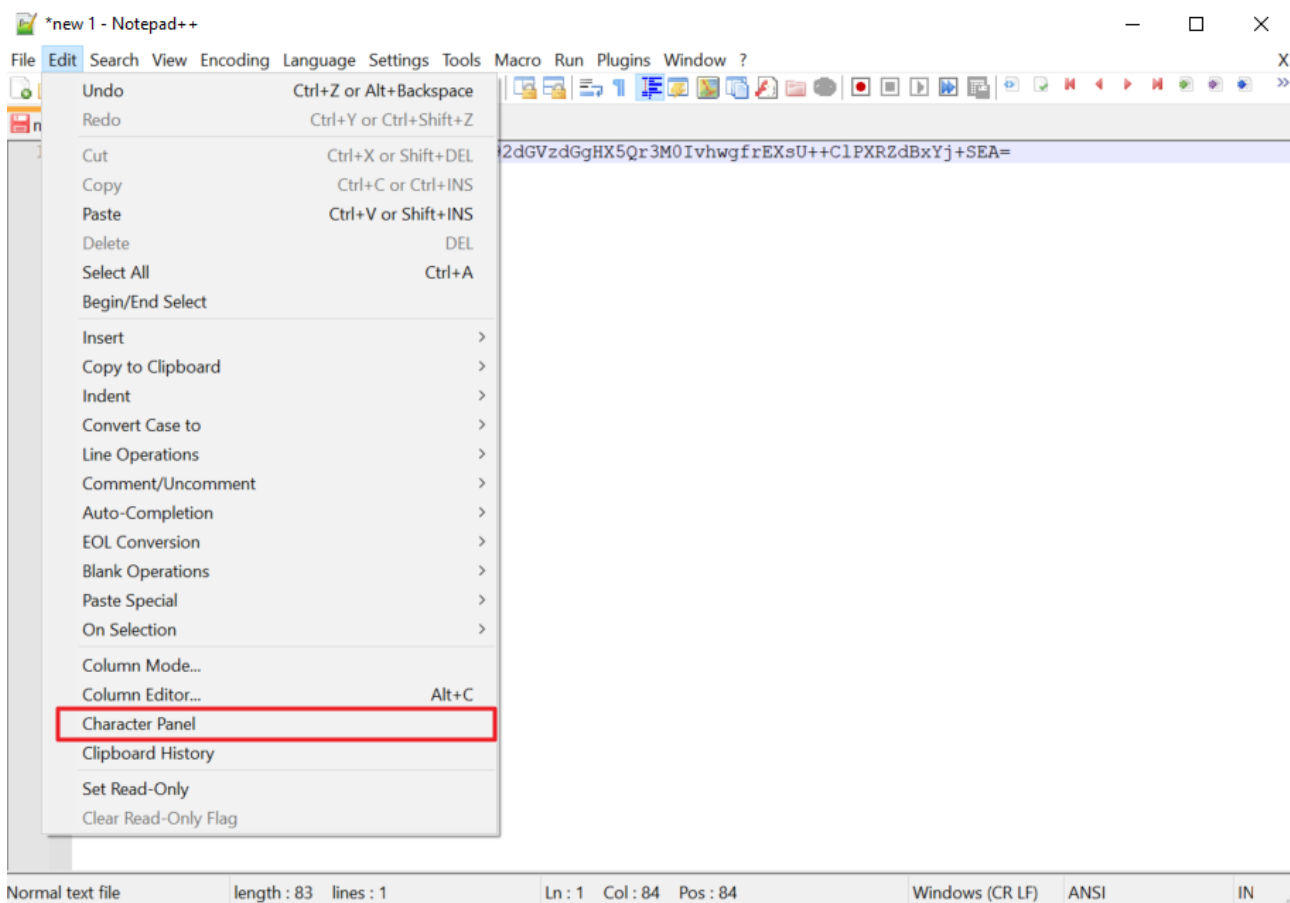 *new 1 - Notepad++
File Edit Search View Encoding Language Settings Tools Macro Run Plugins Window ? X
Undo Ctrl+Z or Alt+Backspace
Redo Ctrl+Y or Ctrl+Shift+Z
Cut Ctrl+X or Shift+DEL
2dGVzdGgHX5Qr3M0IvhwgfrEXsU++ClPXRZdBxYj+SEA=
Copy Ctrl+C or Ctrl+INS
Paste Ctrl+V or Shift+INS
Delete DEL
Select All Ctrl+A
Begin/End Select
Insert
Copy to Clipboard
Indent
Convert Case to
Line Operations
Comment/Uncomment
Auto-Completion
EOL Conversion
Blank Operations
Paste Special
On Selection
Column Mode...
Column Editor... Alt+C
Character Panel
Clipboard History
Set Read-Only
Clear Read-Only Flag
Normal text file length : 83 lines : 1 Ln : 1 Col : 84 Pos : 84 Windows (CR LF) ANSI IN